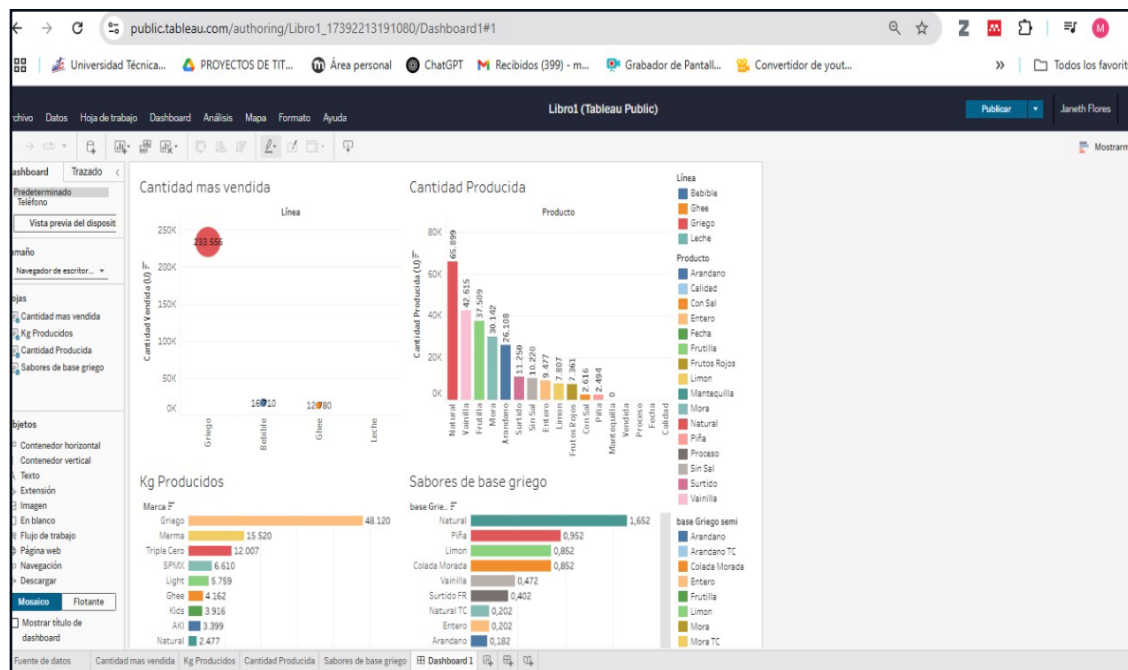 public.tableau.com/authoring/Libro1_17392213191080/Dashboard1#1
Universidad Técnica... PROYECTOS DE TIT... Área personal ChatGPT Recibidos (399) - m... Grabador de Pantall... Convertidor de yout... » Todos los favorit
Libro1 (Tableau Public) Publicar Janeth Flores
rchivo Datos Hoja de trabajo Dashboard Análisis Mapa Formato Ayuda
Mostrarm
ashboard Trazado
Predeterminado
Teléfono
Vista previa del disposit
amaño
Navegador de escritor...
ojas
Cantidad mas vendida
Kg Producidos
Cantidad Producida
Sabores de base griego
bjetos
Contenedor horizontal
Contenedor vertical
Texto
Extensión
Imagen
En blanco
Flujo de trabajo
Página web
Navegación
Descargar
Mosaico Flotante
Mostrar título de
dashboard
Cantidad mas vendida
Línea
Cantidad Vendida (U)
250K
200K
150K
100K
50K
0K
233.556
Griego
Bebible
Ghee
Leche
Cantidad Producida
Producto
Cantidad Producida (U)
80K
60K
40K
20K
0K
65.899
42.615
37.509
30.142
26.108
11.250
10.220
9.477
7.807
7.361
2.616
2.494
0
Natural
Vainilla
Frutilla
Mora
Arandano
Surtido
Sin Sal
Entero
Limon
Frutos Rojos
Con Sal
Piña
Mantequilla
Vendida
Proceso
Fecha
Calidad
Kg Producidos
Marca
Griego 48.120
Merma 15.520
Triple Cero 12.007
SPMX 6.610
Light 5.759
Ghee 4.162
Kids 3.916
AKI 3.399
Natural 2.477
Sabores de base griego
base Grie..
Natural 1,652
Piña 0,952
Limon 0,852
Colada Morada 0,852
Vainilla 0,472
Surtido FR 0,402
Natural TC 0,202
Entero 0,202
Arandano 0,182
Línea
Bebible
Ghee
Griego
Leche
Producto
Arandano
Calidad
Con Sal
Entero
Fecha
Frutilla
Frutos Rojos
Limon
Mantequilla
Mora
Natural
Piña
Proceso
Sin Sal
Surtido
Vainilla
base Griego semi
Arandano
Arandano TC
Colada Morada
Entero
Frutilla
Limon
Mora
Mora TC
Fuente de datos Cantidad mas vendida Kg Producidos Cantidad Producida Sabores de base griego Dashboard 1